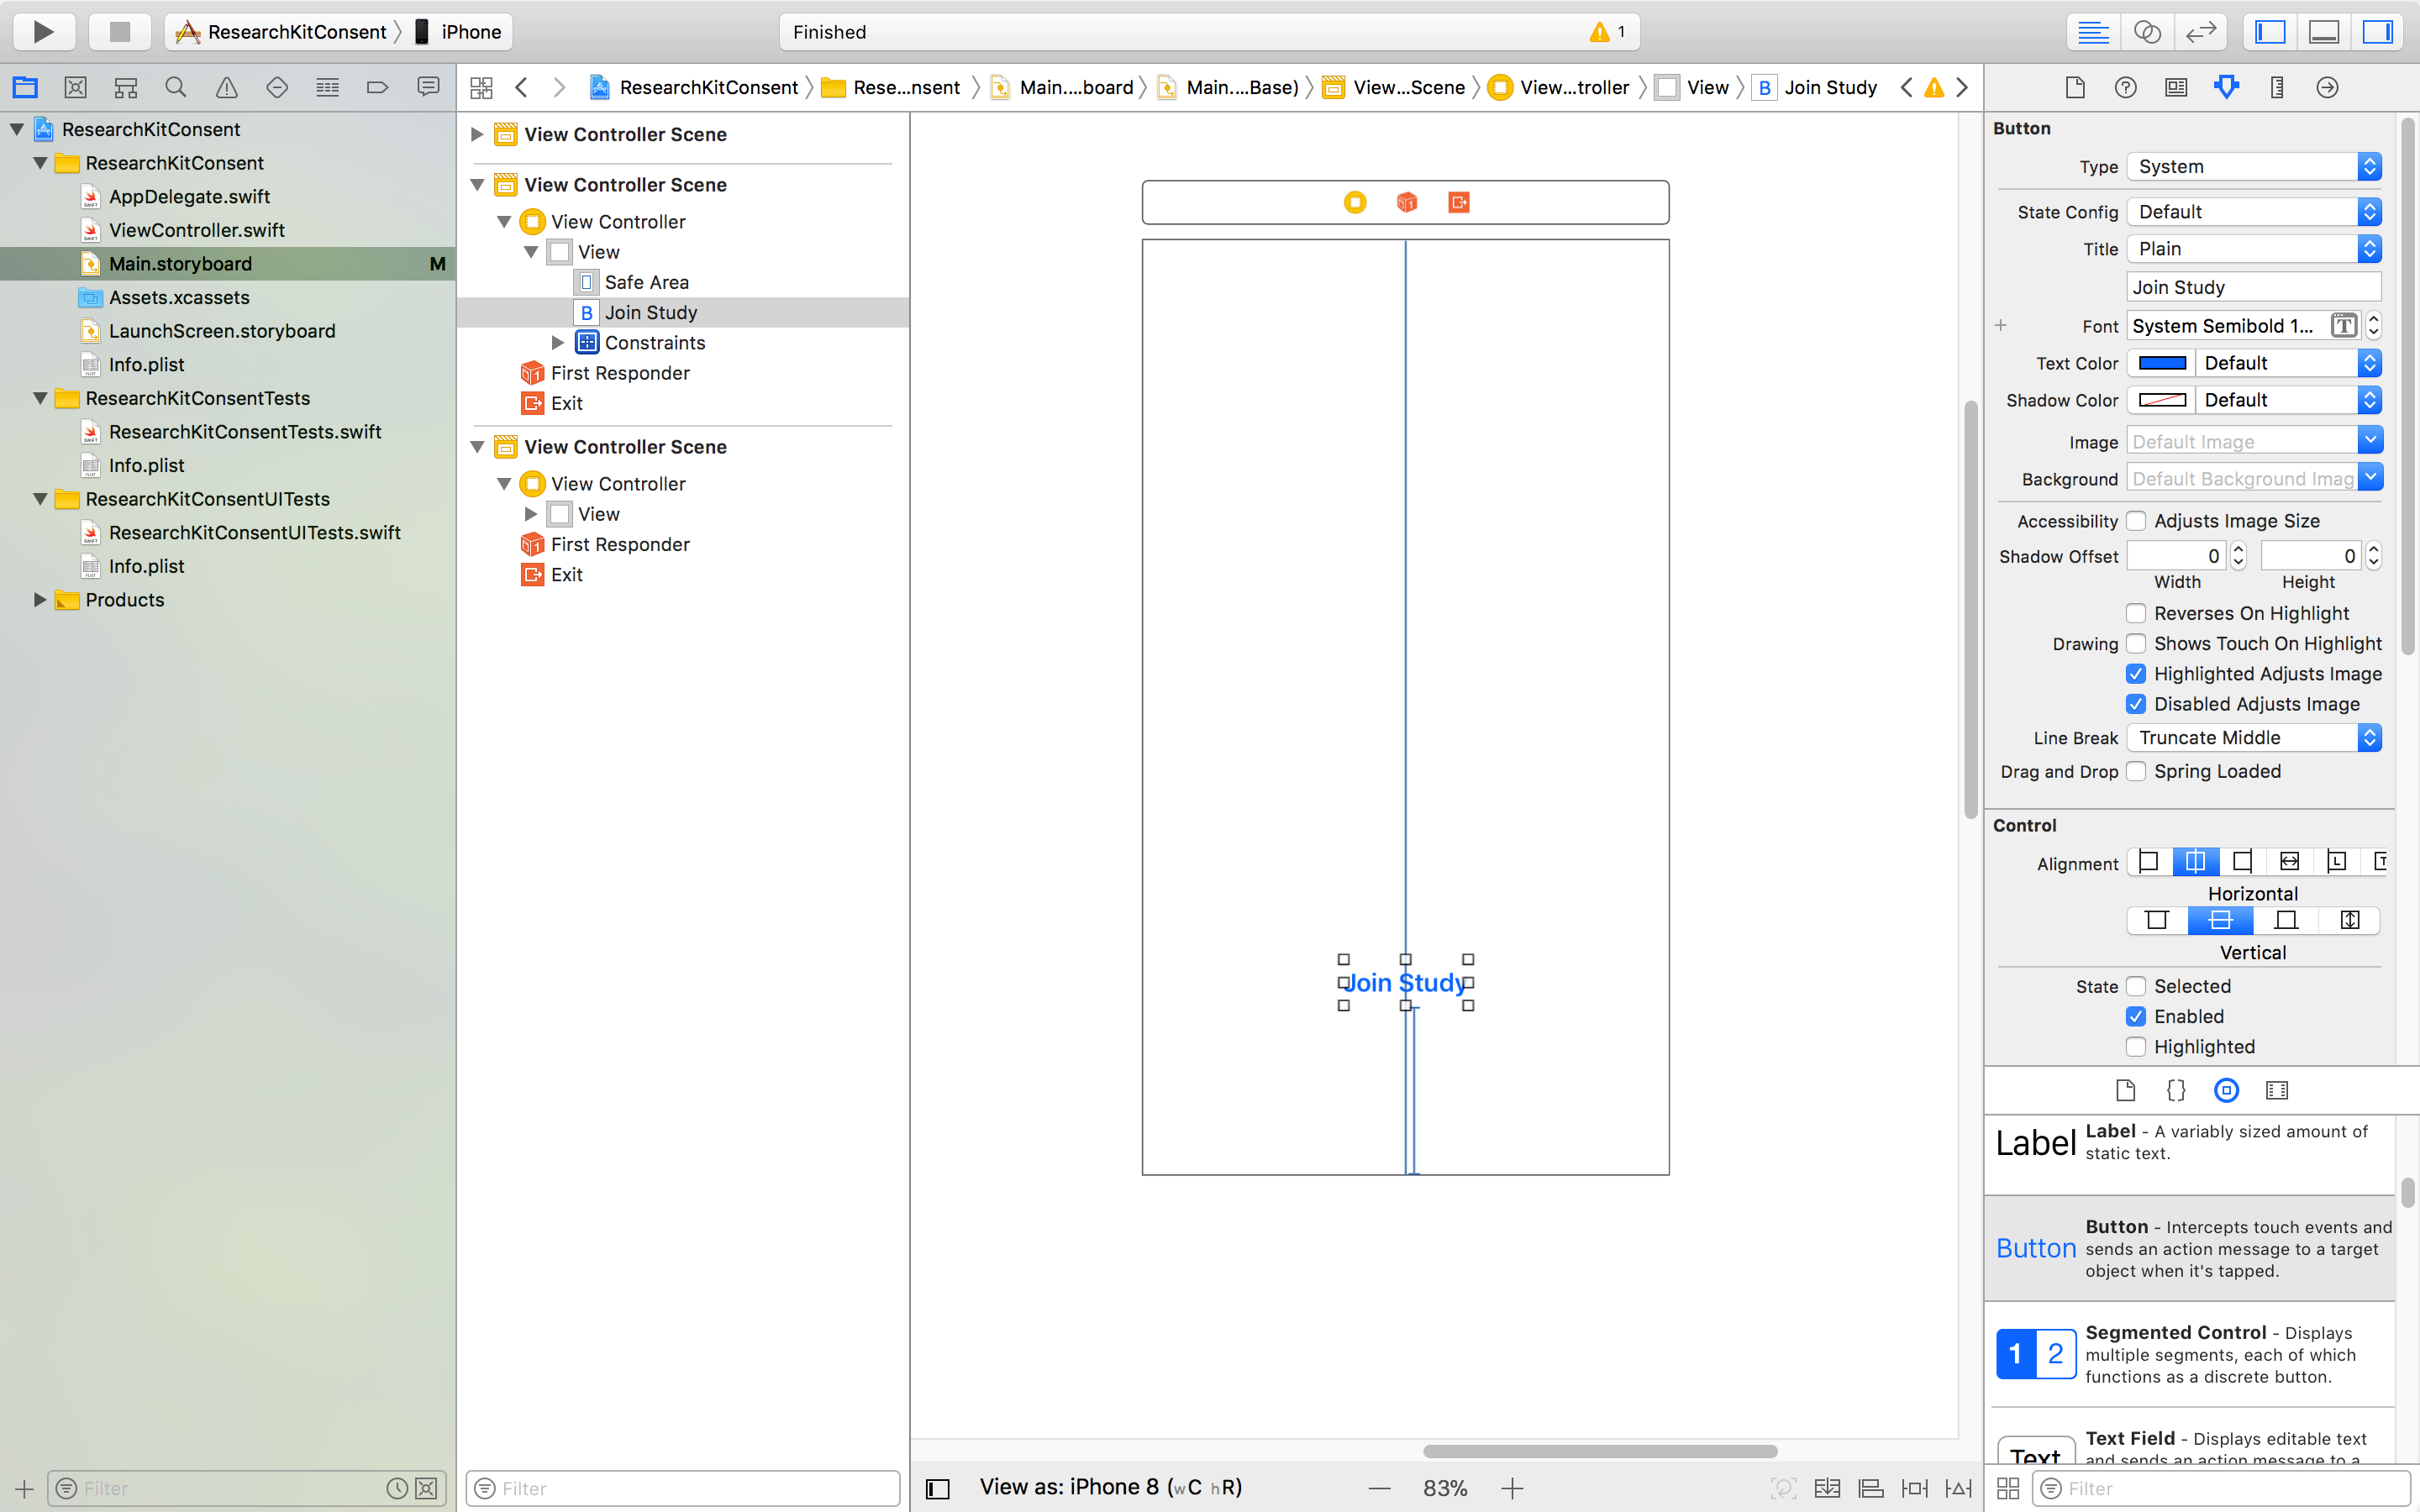 ResearchKitConsent
iPhone
Finished
1
ResearchKitConsent
Rese...nsent
Main....board
Main....Base)
View...Scene
View...troller
View
B
Join Study
ResearchKitConsent
ResearchKitConsent
AppDelegate.swift
ViewController.swift
Main.storyboard
M
Assets.xcassets
LaunchScreen.storyboard
Info.plist
ResearchKitConsentTests
ResearchKitConsentTests.swift
Info.plist
ResearchKitConsentUITests
ResearchKitConsentUITests.swift
Info.plist
Products
Filter
View Controller Scene
View Controller Scene
View Controller
View
Safe Area
B Join Study
Constraints
First Responder
Exit
View Controller Scene
View Controller
View
First Responder
Exit
Filter
Join Study
View as: iPhone 8 (wC hR)
83%
Button
Type System
State Config Default
Title Plain
Join Study
Font System Semibold 1... T
Text Color Default
Shadow Color Default
Image Default Image
Background Default Background Imag
Accessibility Adjusts Image Size
Shadow Offset 0 0
Width Height
Reverses On Highlight
Drawing Shows Touch On Highlight
Highlighted Adjusts Image
Disabled Adjusts Image
Line Break Truncate Middle
Drag and Drop Spring Loaded
Control
Alignment
Horizontal
Vertical
State Selected
Enabled
Highlighted
{}
Label
Label - A variably sized amount of
static text.
Button
Button - Intercepts touch events and
sends an action message to a target
object when it's tapped.
1 2
Segmented Control - Displays
multiple segments, each of which
functions as a discrete button.
Text
Text Field - Displays editable text
and sends an action message to a
Filter